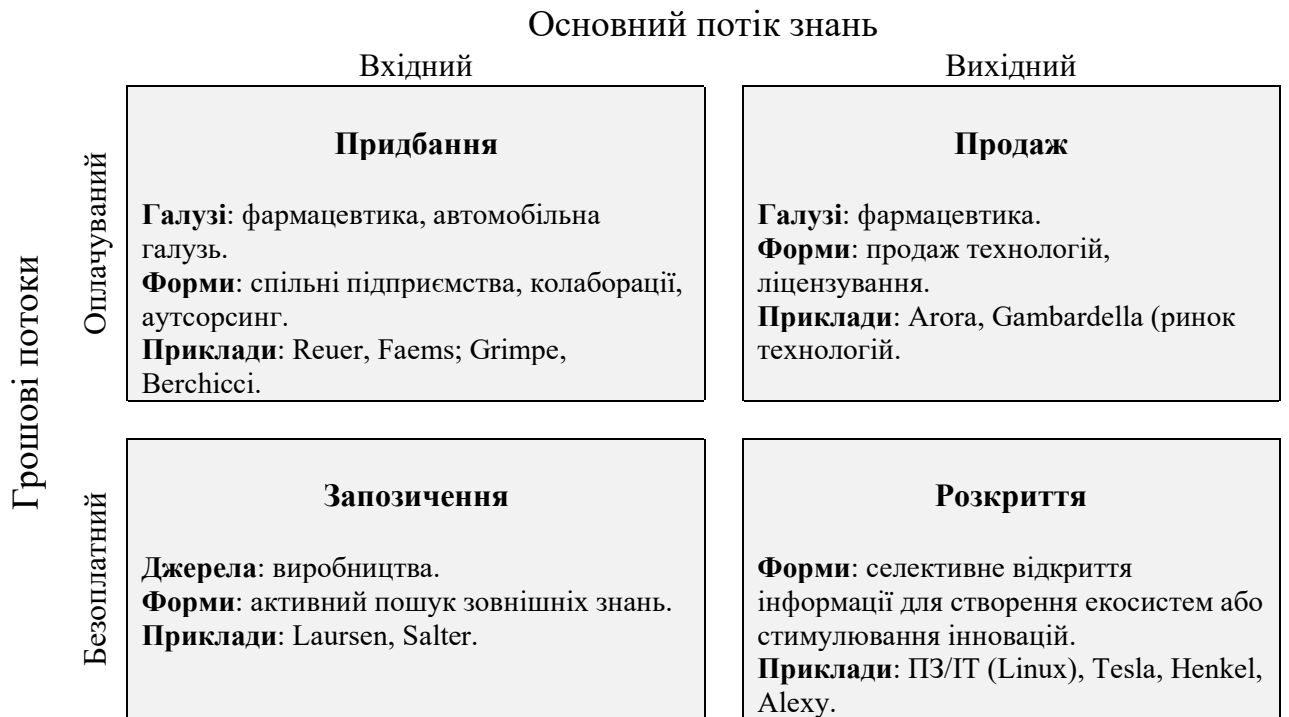 Основний потік знань
Вхідний
Вихідний
Грошові потоки
Оплачуваний
Придбання
Галузі: фармацевтика, автомобільна
галузь.
Форми: спільні підприємства, колаборації,
аутсорсинг.
Приклади: Reuer, Faems; Grimpe,
Berchicci.
Продаж
Галузі: фармацевтика.
Форми: продаж технологій,
ліцензування.
Приклади: Arora, Gambardella (ринок
технологій.
Безоплатний
Запозичення
Джерела: виробництва.
Форми: активний пошук зовнішніх знань.
Приклади: Laursen, Salter.
Розкриття
Форми: селективне відкриття
інформації для створення екосистем або
стимулювання інновацій.
Приклади: ПЗ/ІТ (Linux), Tesla, Henkel,
Alexy.